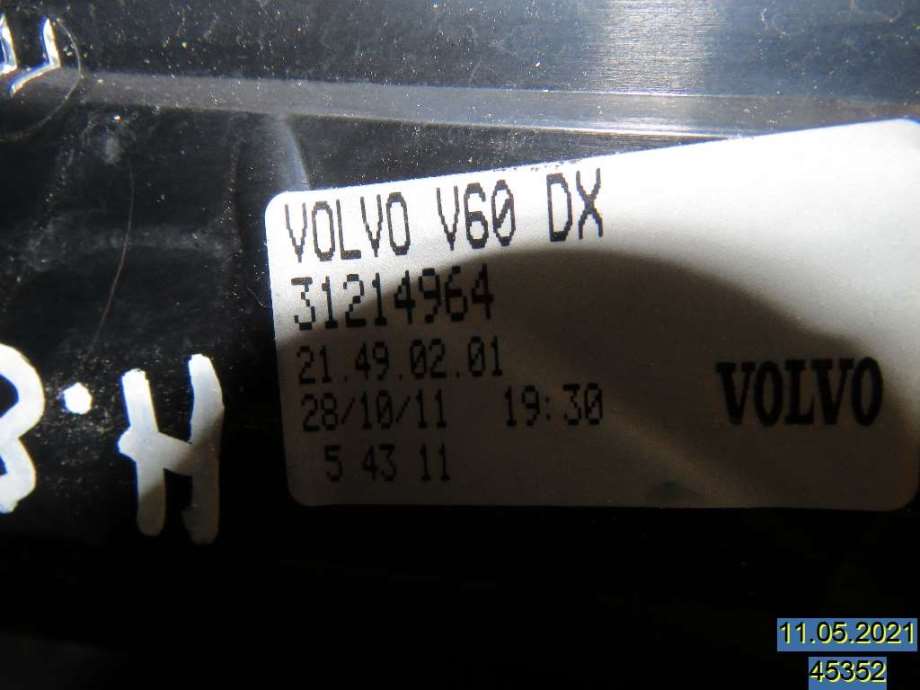 VOLVO V60 DX
31214964
21.49.02.01
28/10/11 19:30
VOLVO
5 43 11
H
11.05.2021
45352